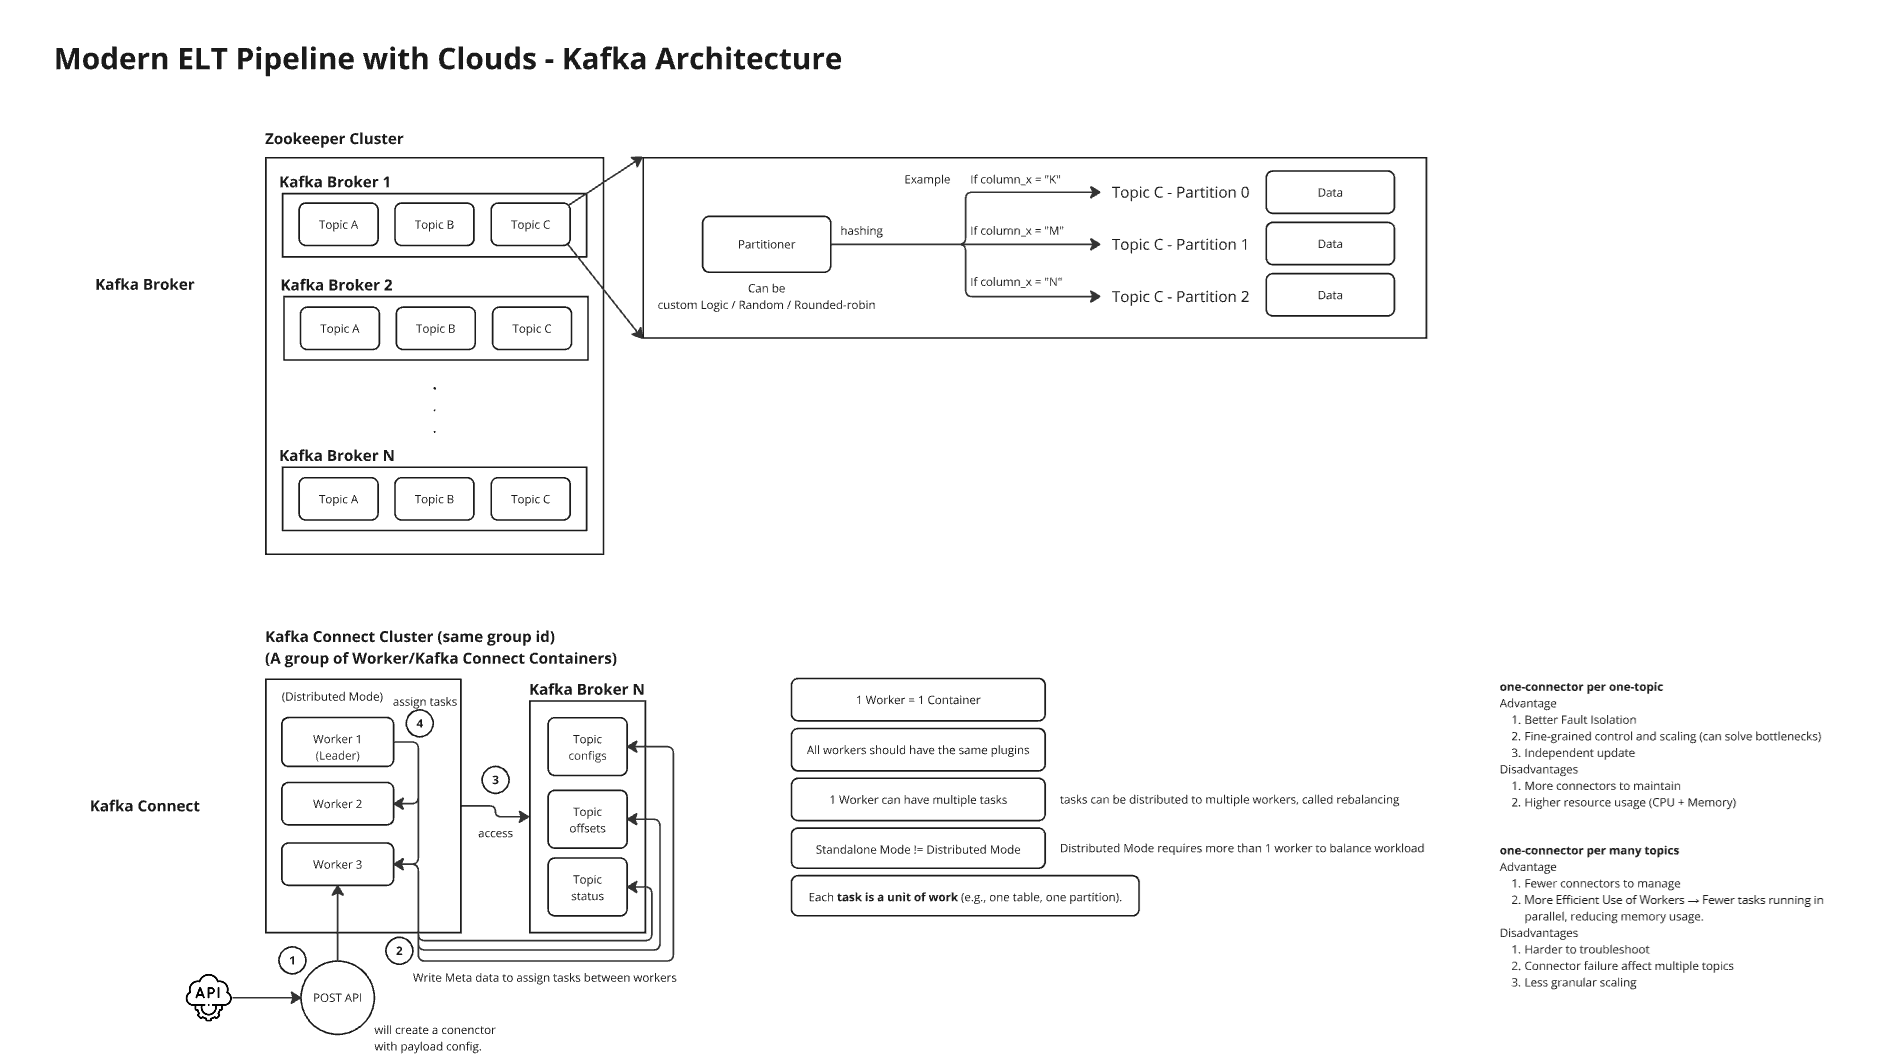 Modern ELT Pipeline with Clouds - Kafka Architecture
Zookeeper Cluster
Kafka Broker
Kafka Broker 1
Topic A
Topic B
Topic C
Kafka Broker 2
Topic A
Topic B
Topic C
.
.
.
Kafka Broker N
Topic A
Topic B
Topic C
Partitioner
Can be
custom Logic / Random / Rounded-robin
hashing
Example
If column_x = "K"
Topic C - Partition 0
Data
If column_x = "M"
Topic C - Partition 1
Data
If column_x = "N"
Topic C - Partition 2
Data
Kafka Connect
Kafka Connect Cluster (same group id)
(A group of Worker/Kafka Connect Containers)
(Distributed Mode)
assign tasks
4
Worker 1
(Leader)
Worker 2
Worker 3
3
access
Kafka Broker N
Topic
configs
Topic
offsets
Topic
status
2
Write Meta data to assign tasks between workers
1
API
POST API
will create a conenctor
with payload config.
1 Worker = 1 Container
All workers should have the same plugins
1 Worker can have multiple tasks
tasks can be distributed to multiple workers, called rebalancing
Standalone Mode != Distributed Mode
Distributed Mode requires more than 1 worker to balance workload
Each task is a unit of work (e.g., one table, one partition).
one-connector per one-topic
Advantage
1. Better Fault Isolation
2. Fine-grained control and scaling (can solve bottlenecks)
3. Independent update
Disadvantages
1. More connectors to maintain
2. Higher resource usage (CPU + Memory)
one-connector per many topics
Advantage
1. Fewer connectors to manage
2. More Efficient Use of Workers → Fewer tasks running in
parallel, reducing memory usage.
Disadvantages
1. Harder to troubleshoot
2. Connector failure affect multiple topics
3. Less granular scaling